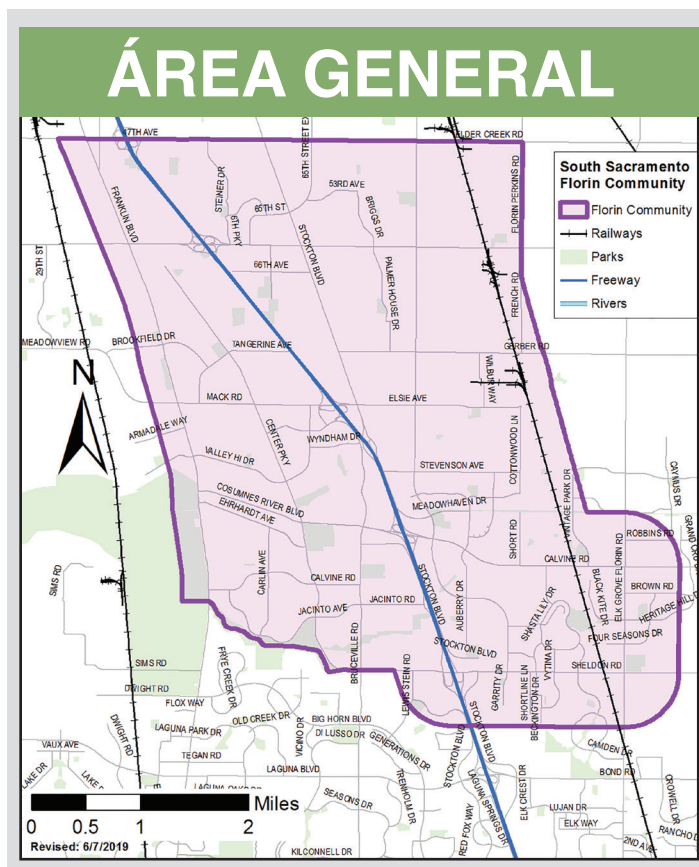 ÁREA GENERAL
47TH AVE
ELDER CREEK RD
65TH STREET EX
FLORIN PERKINS RD
STEINER DR
53RD AVE
FRANKLIN BLVD
65TH ST
6TH PKY
BRIGGS DR
STOCKTON BLVD
29TH ST
66TH AVE
PALMER HOUSE DR
FRENCH RD
South Sacramento
Florin Community
Florin Community
Railways
Parks
Freeway
Rivers
MEADOWVIEW RD
BROOKFIELD DR
TANGERINE AVE
GERBER RD
WILBUR WAY
N
MACK RD
ELSIE AVE
ARMADALE WAY
CENTER PKY
WYNDHAM DR
COTTONWOOD LN
VALLEY HI DR
STEVENSON AVE
CAYMUS DR
COSUMNES RIVER BLVD
EHRHARDT AVE
MEADOWHAVEN DR
VINTAGE PARK DR
SHORT RD
ROBBINS RD
SIMS RD
CARLIN AVE
CALVINE RD
CALVINE RD
STOCKTON BLVD
AUBERRY DR
BLACK KITE DR
ELK GROVE FLORIN RD
BROWN RD
JACINTO AVE
JACINTO RD
SHASTA LILY DR
HERITAGE HILL D
FOUR SEASONS DR
BRUCEVILLE RD
STOCKTON BLVD
VYTINA DR
SIMS RD
FRYE CREEK DR
LEWIS STEIN RD
GARRITY DR
SHORTLINE LN
BECKINGTON DR
SHELDON RD
DWIGHT RD
FLOX WAY
OLD CREEK DR
BIG HORN BLVD
DWIGHT RD
LAGUNA PARK DR
VICINO DR
DI LUSSO DR
GENERATIONS DR
STOCKTON BLVD
STOCKTON BLVD
CAMDEN DR
VAUX AVE
TEGAN RD
LAGUNA BLVD
BOND RD
LAKE DR
LAKE
TRENHOLM DR
LAGUNA SPRINGS DR
ELK CREST DR
CROWELL DR
SEASONS DR
RED FOX WAY
LUJAN DR
ELK WAY
RANCHO
2ND AVE
KILCONNELL DR
Miles
0 0.5 1 2
Revised: 6/7/2019